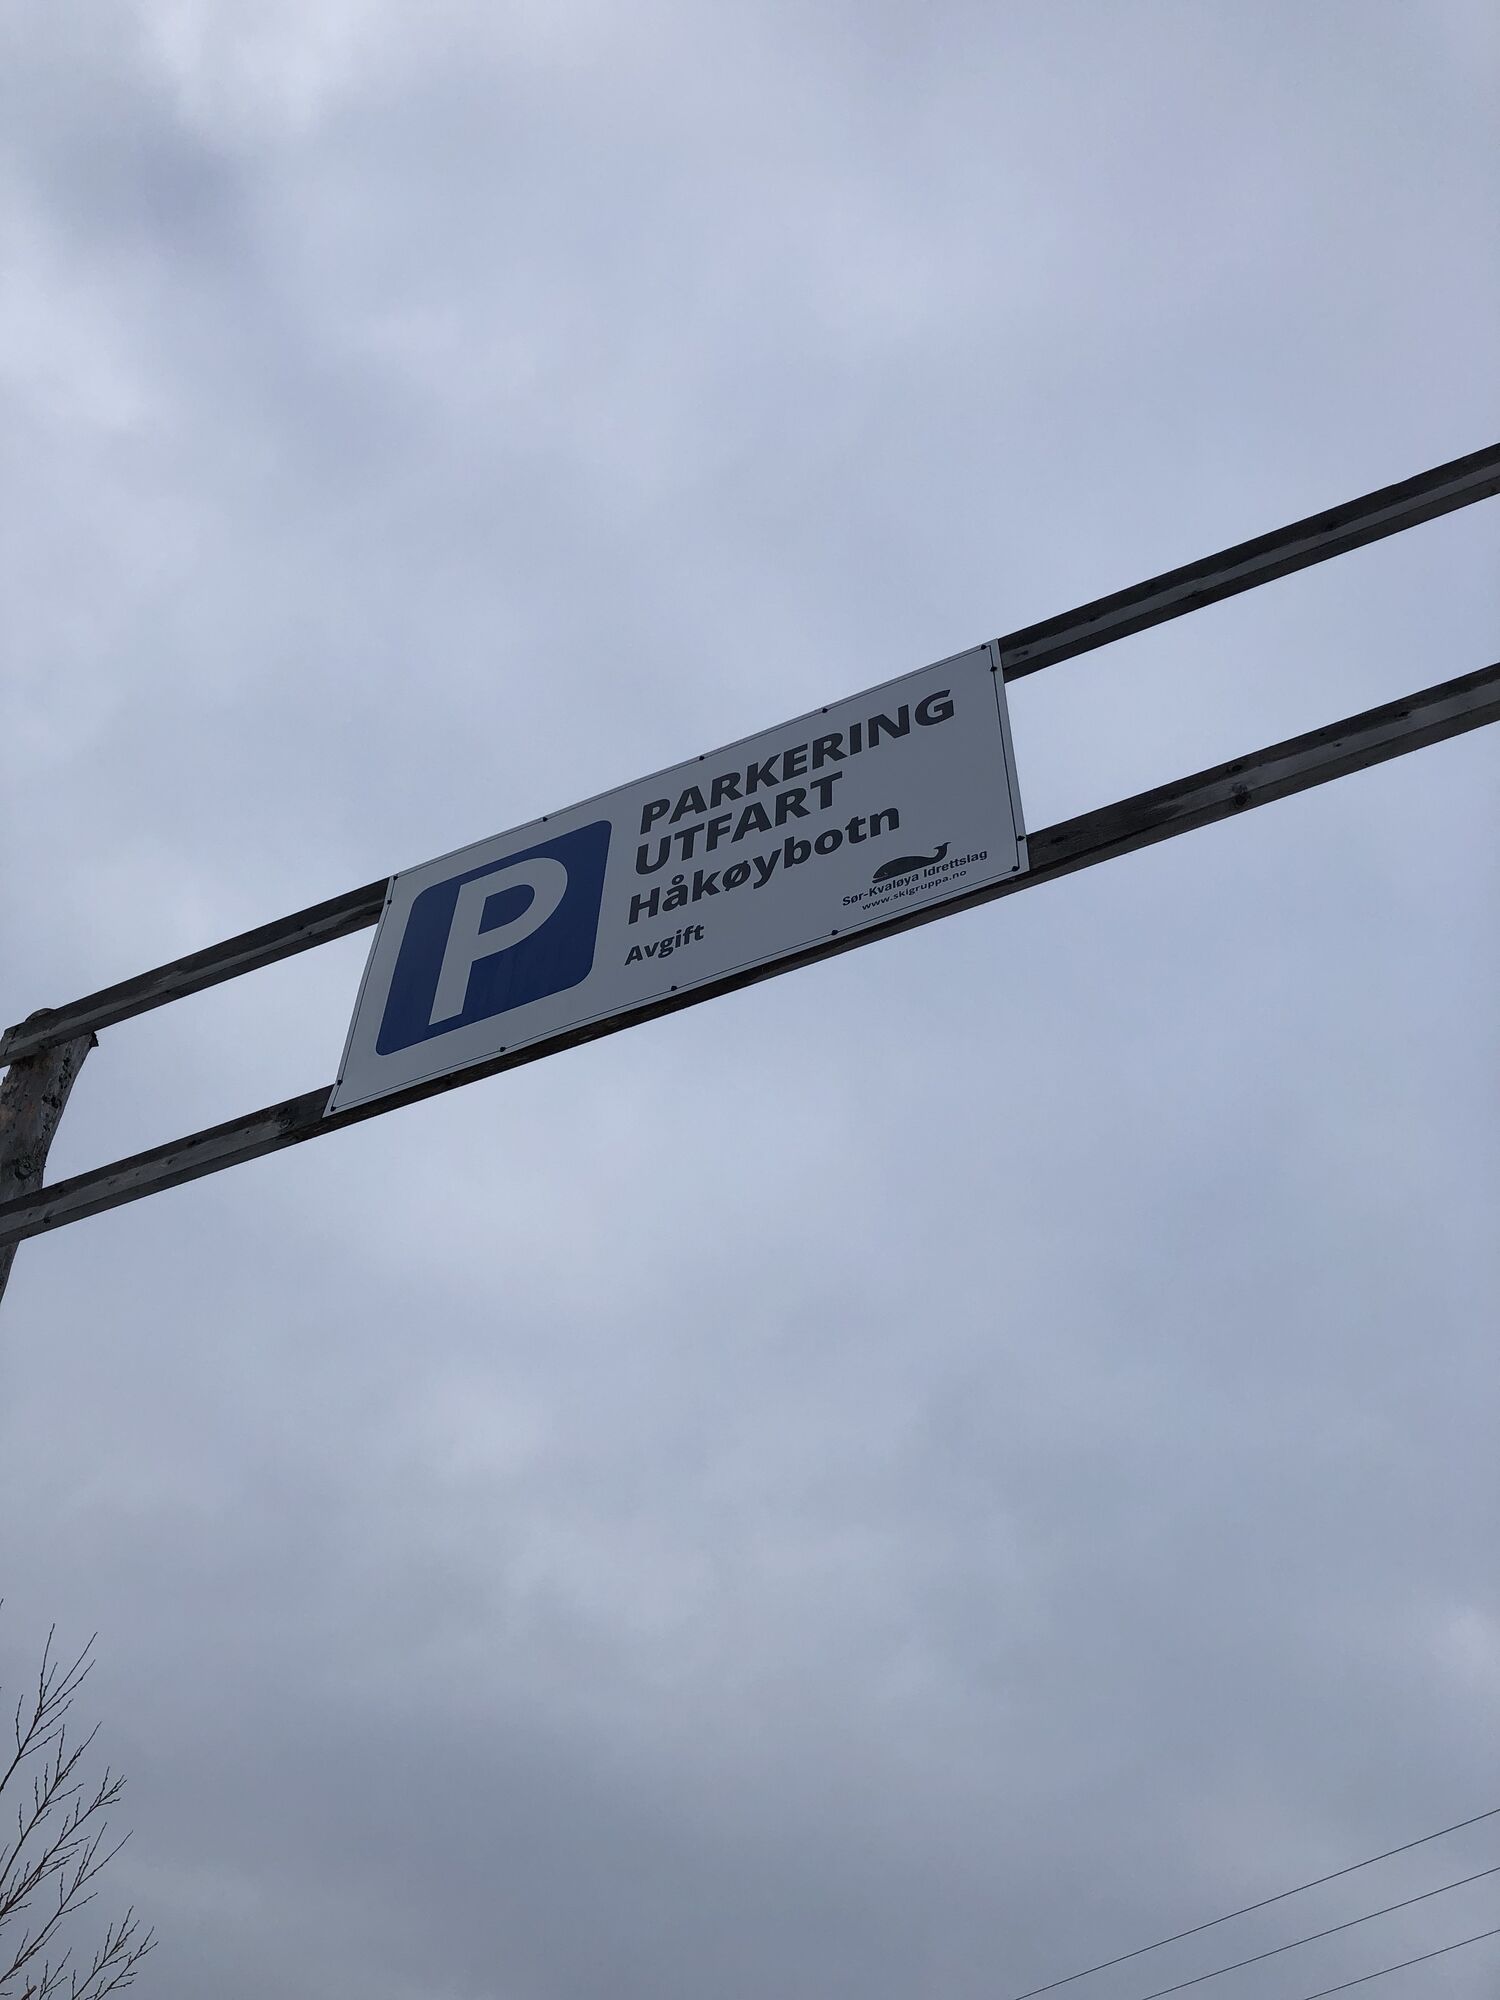 P
PARKERING
UTFART
Håkøybotn
Avgift
Sør-Kvaløya Idrettslag
www.skigruppa.no